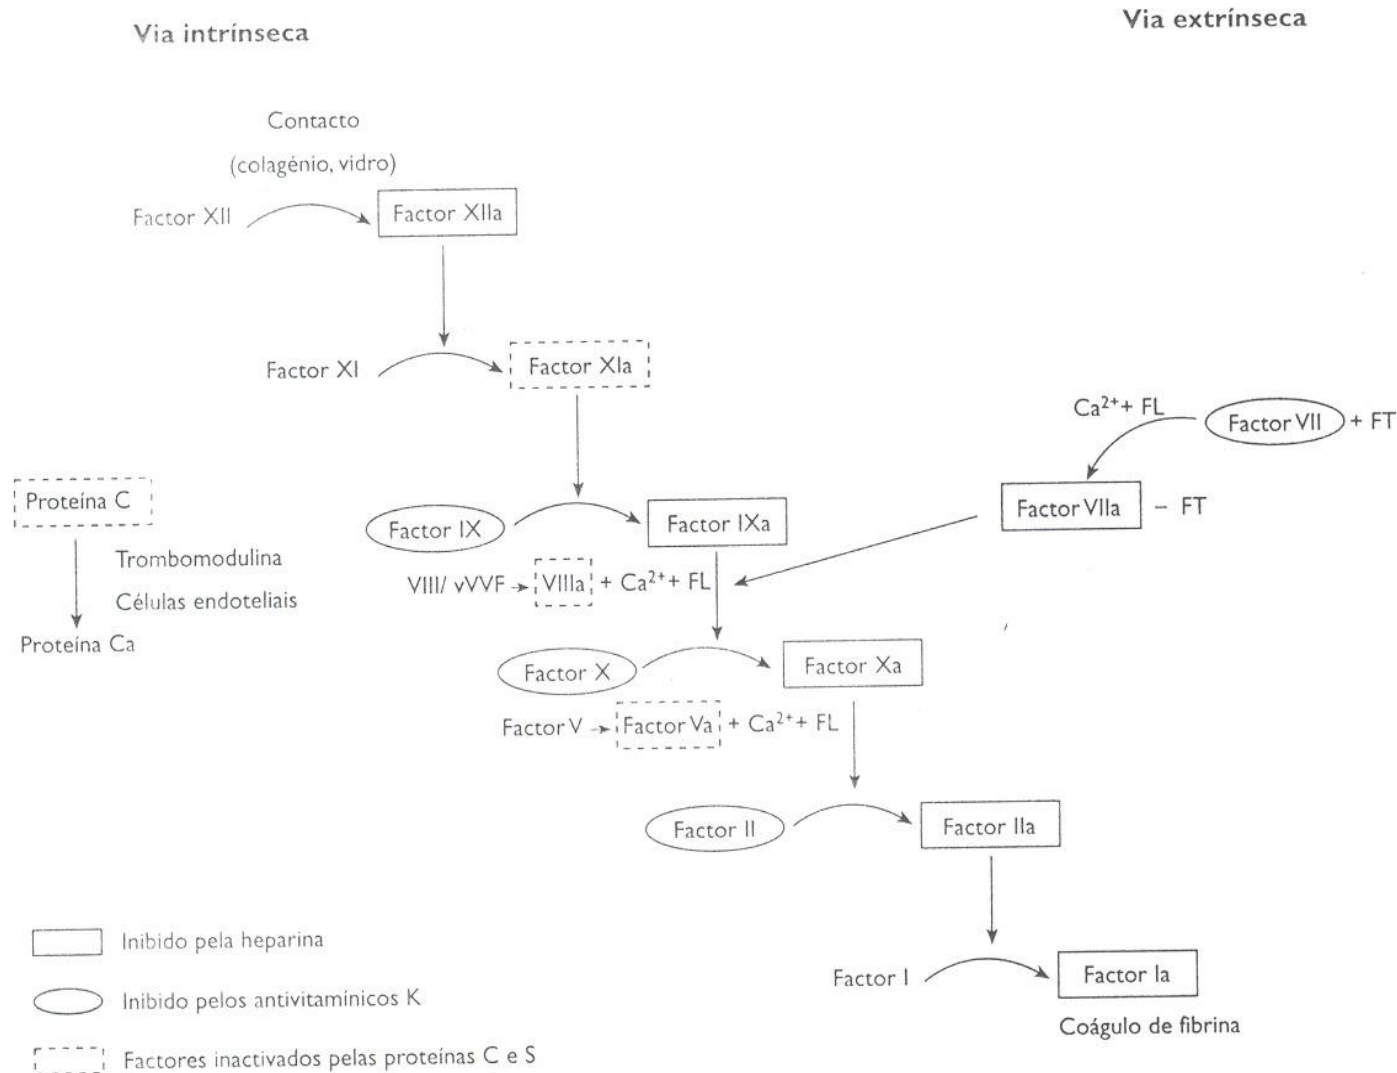 Via intrínseca
Via extrínseca
Contacto
(colagénio, vidro)
Factor XII
Factor XIIa
Factor XI
Factor XIa
Ca²⁺+ FL
Factor VII + FT
Proteína C
Factor VIIa – FT
Factor IX
Factor IXa
Trombomodulina
VIII/ vVVF → VIIIa + Ca²⁺+ FL
Células endoteliais
Proteína Ca
Factor X
Factor Xa
Factor V → Factor Va + Ca²⁺+ FL
Factor II
Factor IIa
Inibido pela heparina
Factor I
Factor Ia
Inibido pelos antivitamínicos K
Coágulo de fibrina
Factores inactivados pelas proteínas C e S